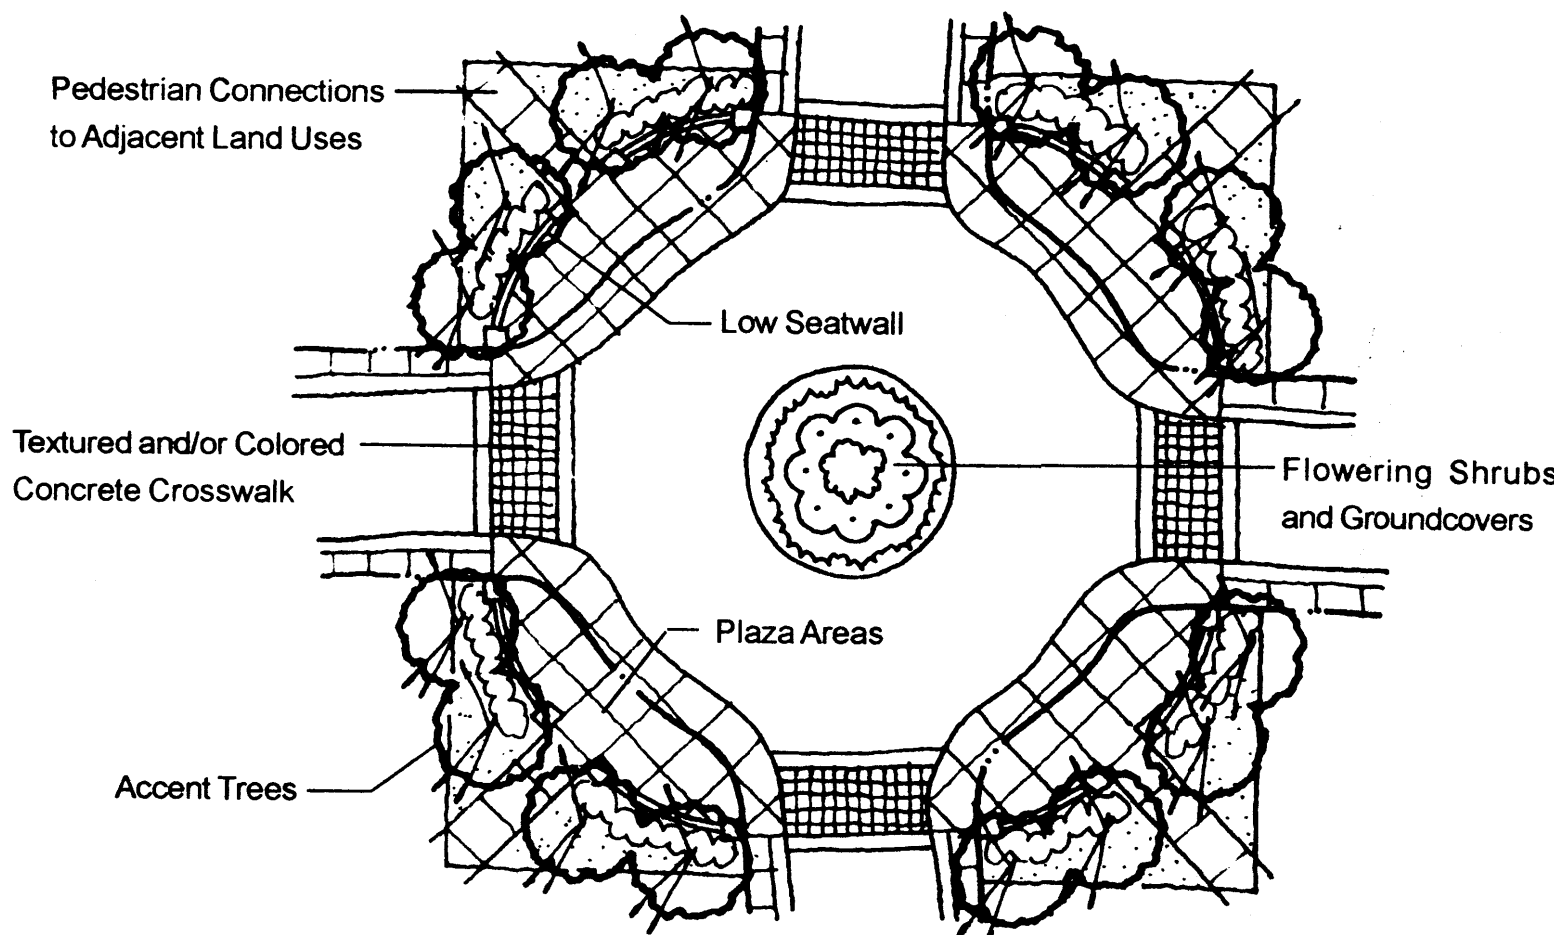 Pedestrian Connections
to Adjacent Land Uses
Low Seatwall
Textured and/or Colored
Concrete Crosswalk
Flowering Shrubs
and Groundcovers
Plaza Areas
Accent Trees